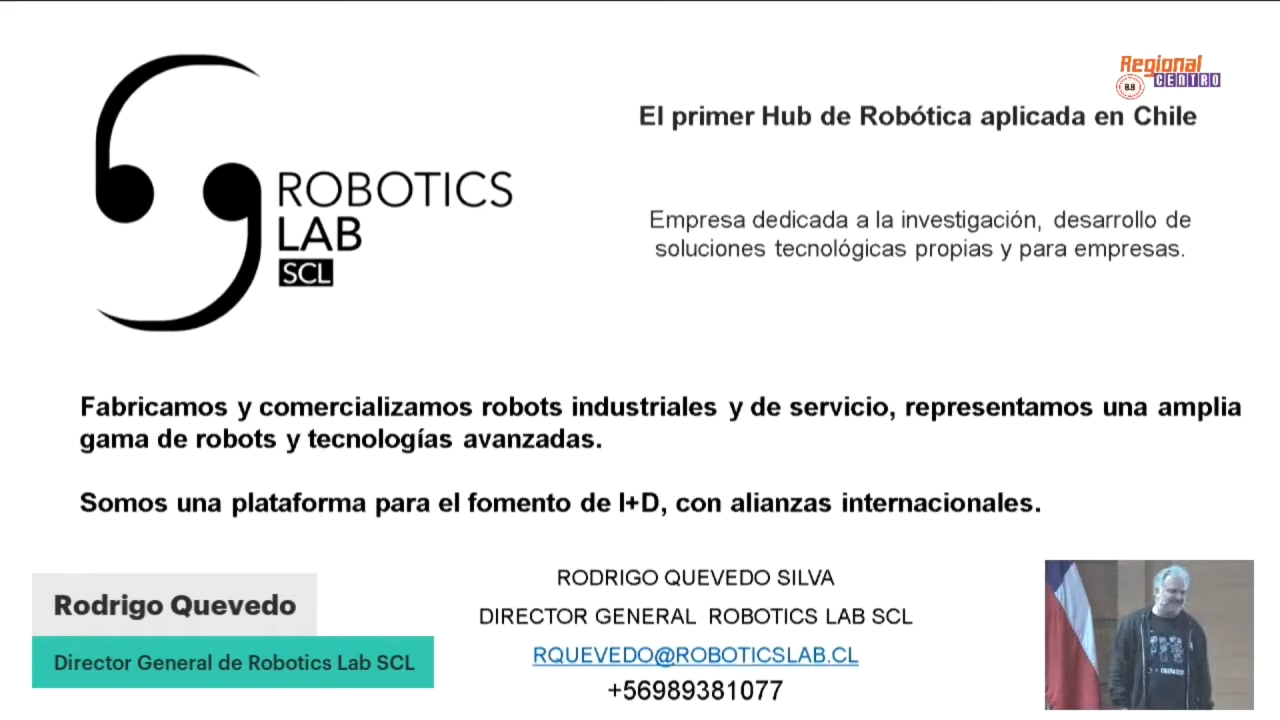 Regional
8.8 CENTRO
El primer Hub de Robótica aplicada en Chile
ROBOTICS
LAB
SCL
Empresa dedicada a la investigación, desarrollo de
soluciones tecnológicas propias y para empresas.
Fabricamos y comercializamos robots industriales y de servicio, representamos una amplia
gama de robots y tecnologías avanzadas.
Somos una plataforma para el fomento de I+D, con alianzas internacionales.
RODRIGO QUEVEDO SILVA
DIRECTOR GENERAL ROBOTICS LAB SCL
RQUEVEDO@ROBOTICSLAB.CL
+56989381077
Rodrigo Quevedo
Director General de Robotics Lab SCL